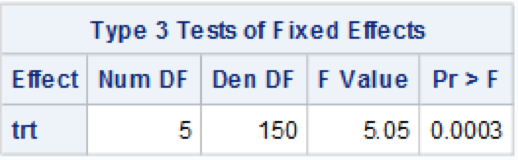 Type 3 Tests of Fixed Effects
Effect Num DF Den DF F Value Pr > F
trt 5 150 5.05 0.0003